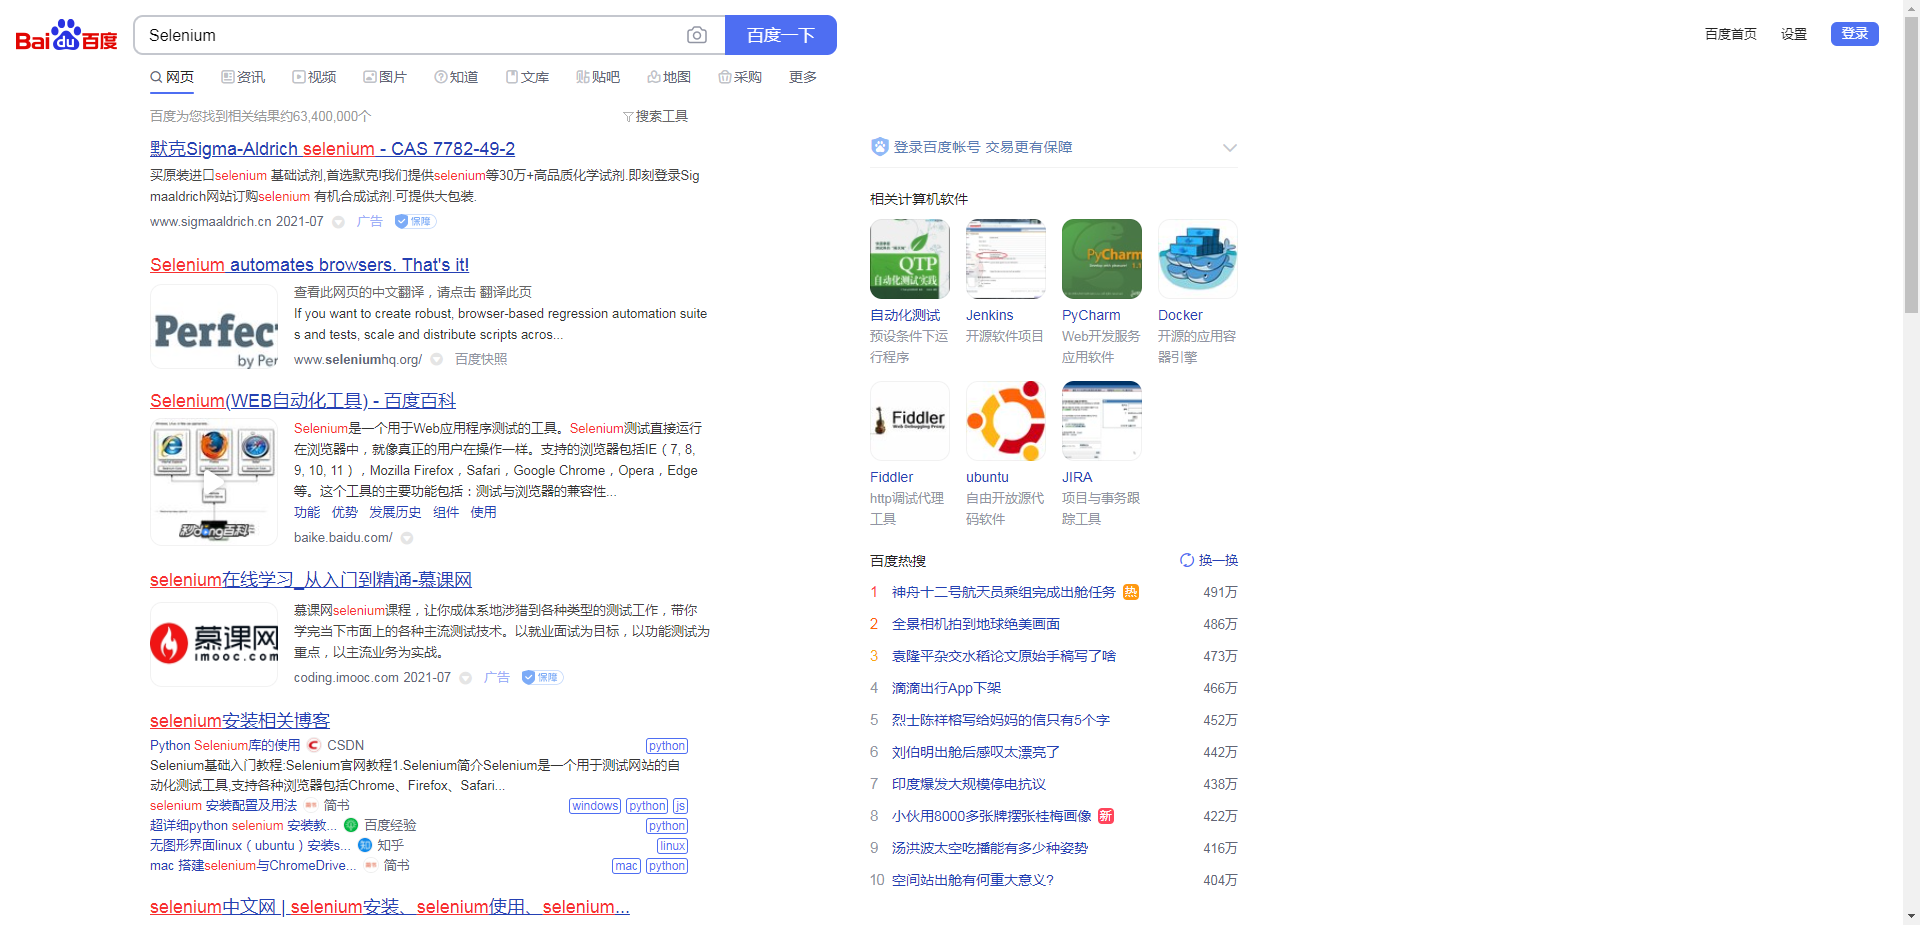 Bai du 百度
Selenium
百度一下
百度首页 设置 登录
网页 资讯 视频 图片 知道 文库 贴吧 地图 采购 更多
百度为您找到相关结果约63,400,000个
搜索工具
默克Sigma-Aldrich selenium - CAS 7782-49-2
买原装进口selenium 基础试剂,首选默克!我们提供selenium等30万+高品质化学试剂.即刻登录Sig
maaldrich网站订购selenium 有机合成试剂.可提供大包装.
www.sigmaaldrich.cn 2021-07 广告 保障
Selenium automates browsers. That's it!
Perfec
by Per
查看此网页的中文翻译，请点击 翻译此页
If you want to create robust, browser-based regression automation suite
s and tests, scale and distribute scripts acros...
www.seleniumhq.org/ 百度快照
Selenium(WEB自动化工具) - 百度百科
秒dong百科
Selenium是一个用于Web应用程序测试的工具。Selenium测试直接运行
在浏览器中，就像真正的用户在操作一样。支持的浏览器包括IE（7, 8,
9, 10, 11），Mozilla Firefox，Safari，Google Chrome，Opera，Edge
等。这个工具的主要功能包括：测试与浏览器的兼容性...
功能 优势 发展历史 组件 使用
baike.baidu.com/
selenium在线学习_从入门到精通-慕课网
慕课网
imooc.com
慕课网selenium课程，让你成体系地涉猎到各种类型的测试工作，带你
学完当下市面上的各种主流测试技术。以就业面试为目标，以功能测试为
重点，以主流业务为实战。
coding.imooc.com 2021-07 广告 保障
selenium安装相关博客
Python Selenium库的使用 CSDN python
Selenium基础入门教程:Selenium官网教程1.Selenium简介Selenium是一个用于测试网站的自
动化测试工具,支持各种浏览器包括Chrome、Firefox、Safari...
selenium 安装配置及用法 简书 windows python js
超详细python selenium 安装教... 百度经验 python
无图形界面linux（ubuntu）安装s... 知 知乎 linux
mac 搭建selenium与ChromeDrive... 简书 mac python
selenium中文网 | selenium安装、selenium使用、selenium...
登录百度帐号 交易更有保障
相关计算机软件
QTP
自动化测试实践
PyCharm
自动化测试 Jenkins PyCharm Docker
预设条件下运 开源软件项目 Web开发服务 开源的应用容
行程序 应用软件 器引擎
Fiddler
Web Debugging Proxy
Fiddler ubuntu JIRA
http调试代理 自由开放源代 项目与事务跟
工具 码软件 踪工具
百度热搜 换一换
1 神舟十二号航天员乘组完成出舱任务 热 491万
2 全景相机拍到地球绝美画面 486万
3 袁隆平杂交水稻论文原始手稿写了啥 473万
4 滴滴出行App下架 466万
5 烈士陈祥榕写给妈妈的信只有5个字 452万
6 刘伯明出舱后感叹太漂亮了 442万
7 印度爆发大规模停电抗议 438万
8 小伙用8000多张牌摆张桂梅画像 新 422万
9 汤洪波太空吃播能有多少种姿势 416万
10 空间站出舱有何重大意义? 404万